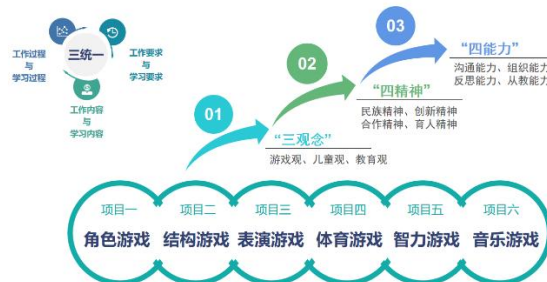 工作过程
与
学习过程
三统一
工作要求
与
学习要求
工作内容
与
学习内容
01
“三观念”
游戏观、儿童观、教育观
02
“四精神”
民族精神、创新精神
合作精神、育人精神
03
“四能力”
沟通能力、组织能力
反思能力、从教能力
项目一
角色游戏
项目二
结构游戏
项目三
表演游戏
项目四
体育游戏
项目五
智力游戏
项目六
音乐游戏